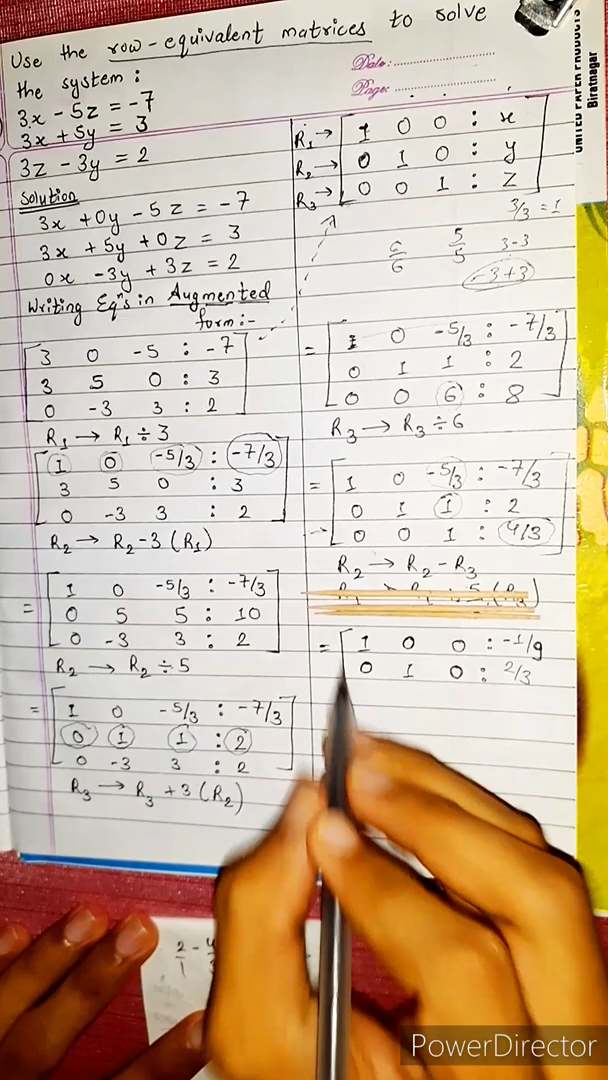 Use the row-equivalent matrices to solve
the system:
3x - 5z = -7
3x + 5y = 3
3z - 3y = 2
Solution
3x + 0y - 5z = -7
3x + 5y + 0z = 3
0x - 3y + 3z = 2
Writing Eqns in Augmented
form:-
3 0 -5 : -7
3 5 0 : 3
0 -3 3 : 2
R1 → R1 ÷ 3
1 0 -5/3 : -7/3
3 5 0 : 3
0 -3 3 : 2
R2 → R2 - 3 (R1)
1 0 -5/3 : -7/3
= 0 5 5 : 10
0 -3 3 : 2
R2 → R2 ÷ 5
= 1 0 -5/3 : -7/3
0 1 1 : 2
0 -3 3 : 2
R3 → R3 + 3 (R2)
Date:
Page:
R1 → 1 0 0 : x
R2 → 0 1 0 : y
R3 → 0 0 1 : z
3/3 = 1
6/6 5/5 3-3
-3+3
= 1 0 -5/3 : -7/3
0 1 1 : 2
0 0 6 : 8
R3 → R3 ÷ 6
= 1 0 -5/3 : -7/3
0 1 1 : 2
→ 0 0 1 : 4/3
R2 → R2 - R3
= 1 0 0 : -1/9
0 1 0 : 2/3
UNITED PAPER PRODUCTS
Biratnagar
PowerDirector